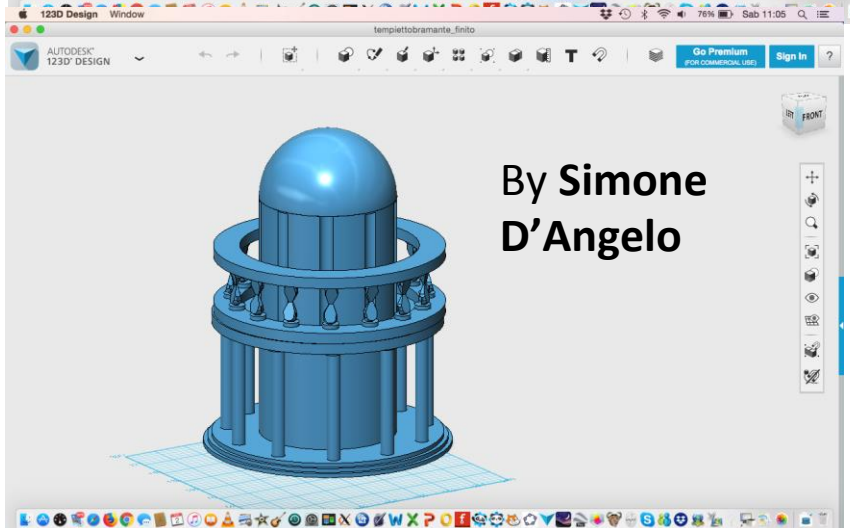 123D Design Window
76% Sab 11:05
tempiettobramante_finito
AUTODESK®
123D® DESIGN
T
Go Premium
(FOR COMMERCIAL USE)
Sign In
?
LEFT FRONT
By Simone
D’Angelo